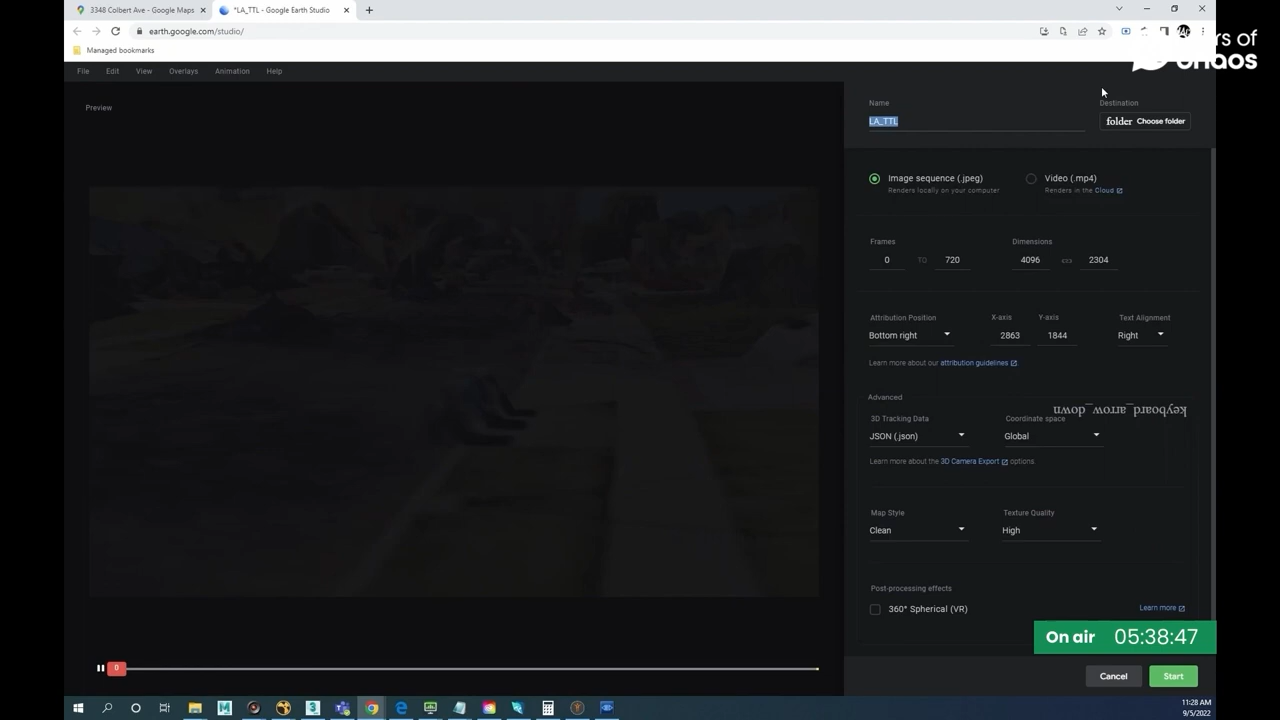 3348 Colbert Ave - Google Maps
*LA_TTL - Google Earth Studio
earth.google.com/studio/
Managed bookmarks
rs of
chaos
File Edit View Overlays Animation Help
Preview
Name
LA_TTL
Destination
folder Choose folder
Image sequence (.jpeg)
Renders locally on your computer
Video (.mp4)
Renders in the Cloud
Frames
0 TO 720
Dimensions
4096 2304
Attribution Position
Bottom right
X-axis
2863
Y-axis
1844
Text Alignment
Right
Learn more about our attribution guidelines
Advanced
keyboard_arrow_down
3D Tracking Data
JSON (.json)
Coordinate space
Global
Learn more about the 3D Camera Export options.
Map Style
Clean
Texture Quality
High
Post-processing effects
360° Spherical (VR)
Learn more
On air 05:38:47
0
Cancel
Start
11:28 AM
9/5/2022